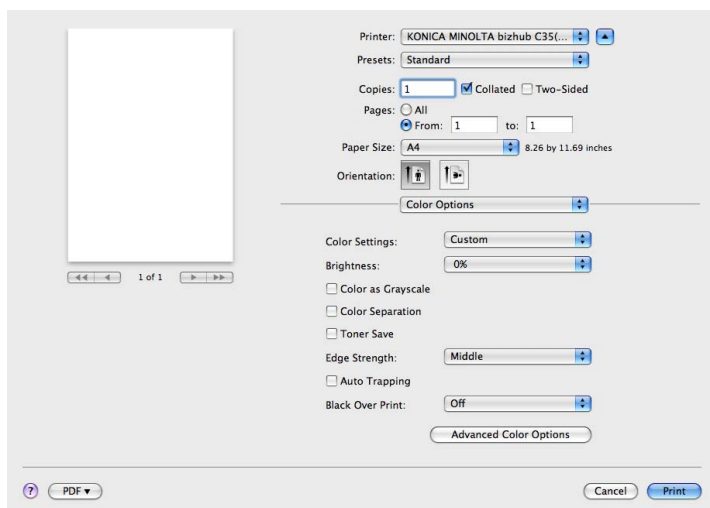 Printer: KONICA MINOLTA bizhub C35(...
Presets: Standard
Copies: 1 Collated Two-Sided
Pages: All
From: 1 to: 1
Paper Size: A4 8.26 by 11.69 inches
Orientation:
Color Options
Color Settings: Custom
Brightness: 0%
1 of 1
Color as Grayscale
Color Separation
Toner Save
Edge Strength: Middle
Auto Trapping
Black Over Print: Off
Advanced Color Options
? PDF▼ Cancel Print